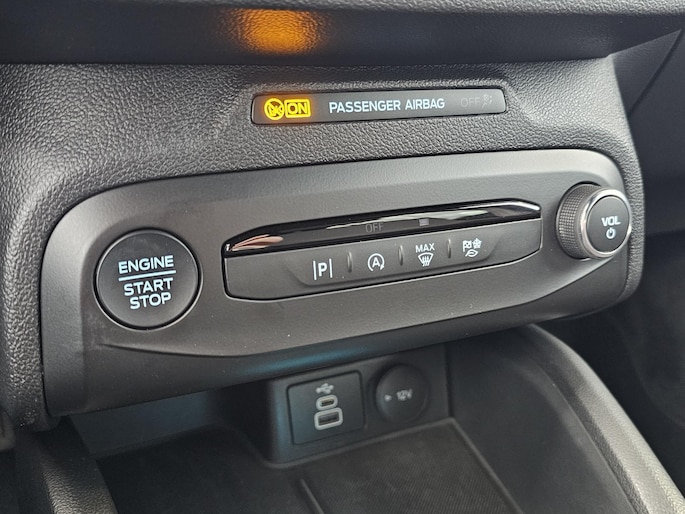 ON PASSENGER AIRBAG OFF
ENGINE
START
STOP
OFF
P
A
MAX
VOL
12V